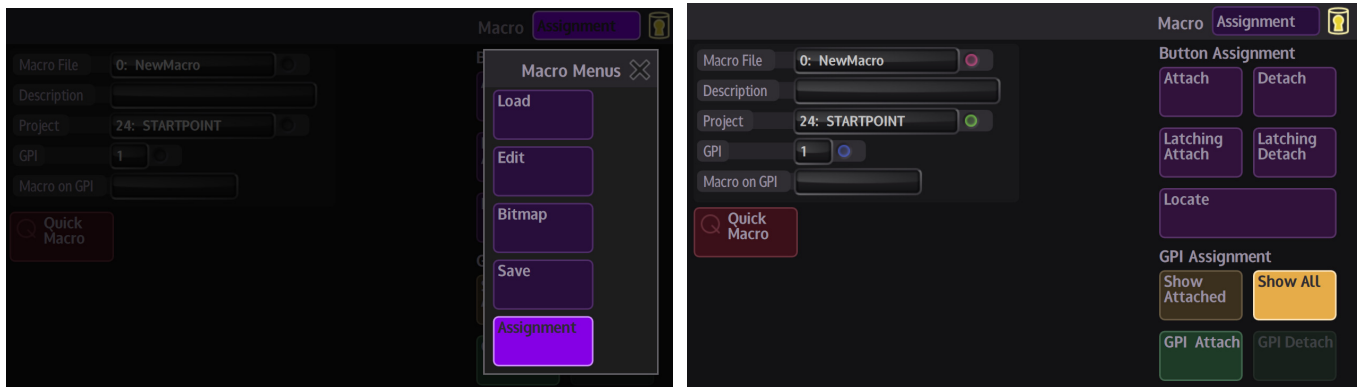 Macro Assignment
Macro File 0: NewMacro
Description
Project 24: STARTPOINT
GPI 1
Macro on GPI
Quick
Macro
Macro Menus
Load
Edit
Bitmap
Save
Assignment
Macro Assignment
Macro File 0: NewMacro
Description
Project 24: STARTPOINT
GPI 1
Macro on GPI
Quick
Macro
Button Assignment
Attach Detach
Latching Latching
Attach Detach
Locate
GPI Assignment
Show Show All
Attached
GPI Attach GPI Detach